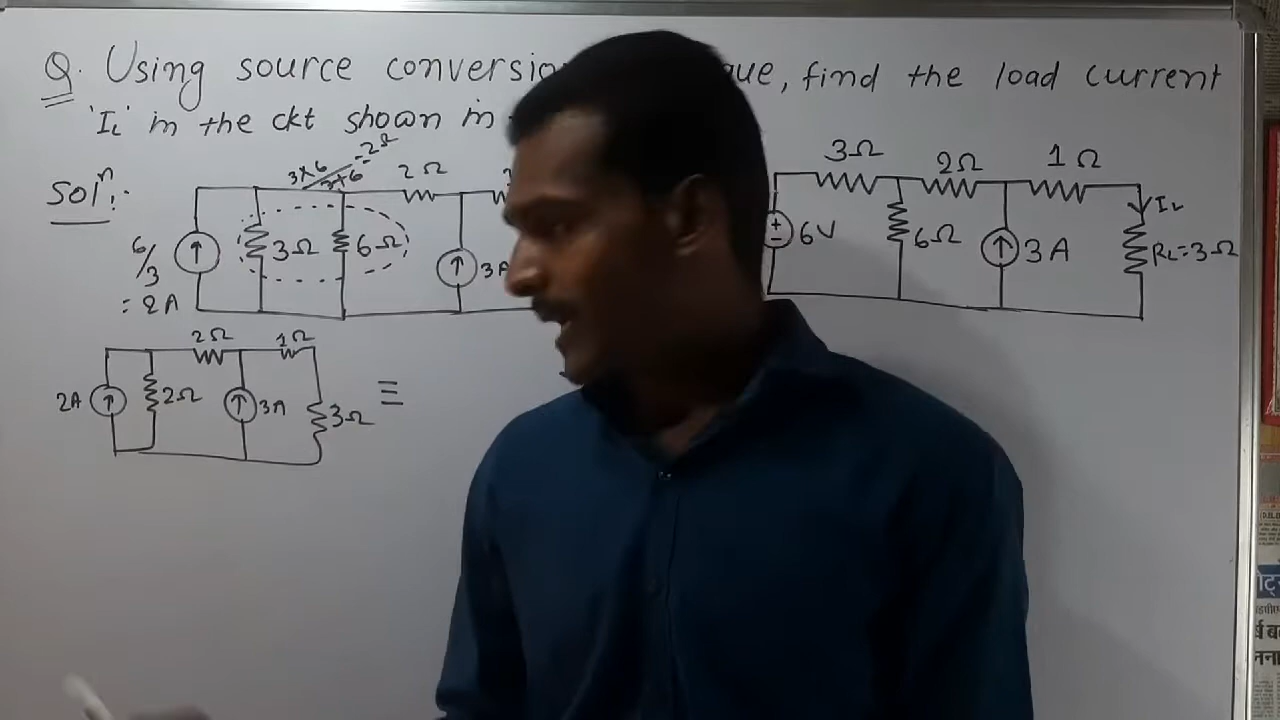 Q. Using source conversio ue, find the load current
'IL' in the ckt shown in
Solⁿ:
3×6
3×6
=2Ω
2Ω
6/3
= 2A
3Ω
6Ω
3A
3Ω
2Ω
1Ω
6V
6Ω
3A
IL
RL=3Ω
2Ω
1Ω
2A
2Ω
3A
3Ω
≡